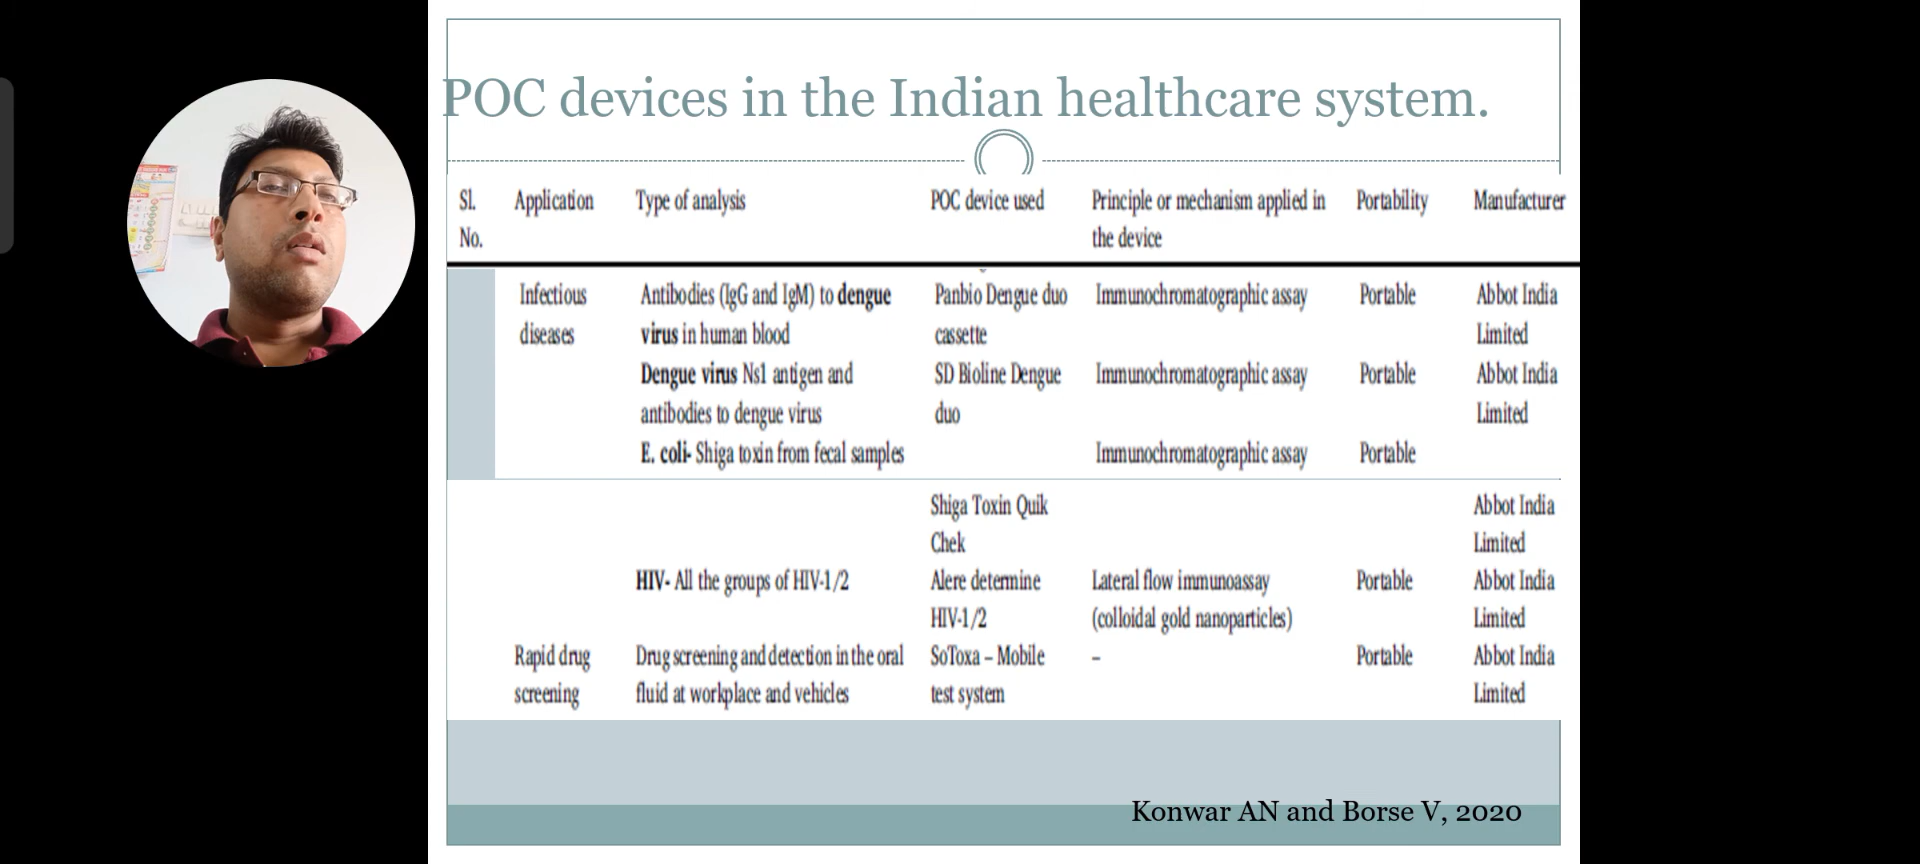 POC devices in the Indian healthcare system.
Sl. No. Application Type of analysis POC device used Principle or mechanism applied in the device Portability Manufacturer
Infectious diseases Antibodies (IgG and IgM) to dengue virus in human blood Panbio Dengue duo cassette Immunochromatographic assay Portable Abbot India Limited
Dengue virus Ns1 antigen and antibodies to dengue virus SD Bioline Dengue duo Immunochromatographic assay Portable Abbot India Limited
E. coli- Shiga toxin from fecal samples Immunochromatographic assay Portable
Shiga Toxin Quik Chek Abbot India Limited
HIV- All the groups of HIV-1/2 Alere determine HIV-1/2 Lateral flow immunoassay (colloidal gold nanoparticles) Portable Abbot India Limited
Rapid drug screening Drug screening and detection in the oral fluid at workplace and vehicles SoToxa – Mobile test system – Portable Abbot India Limited
Konwar AN and Borse V, 2020